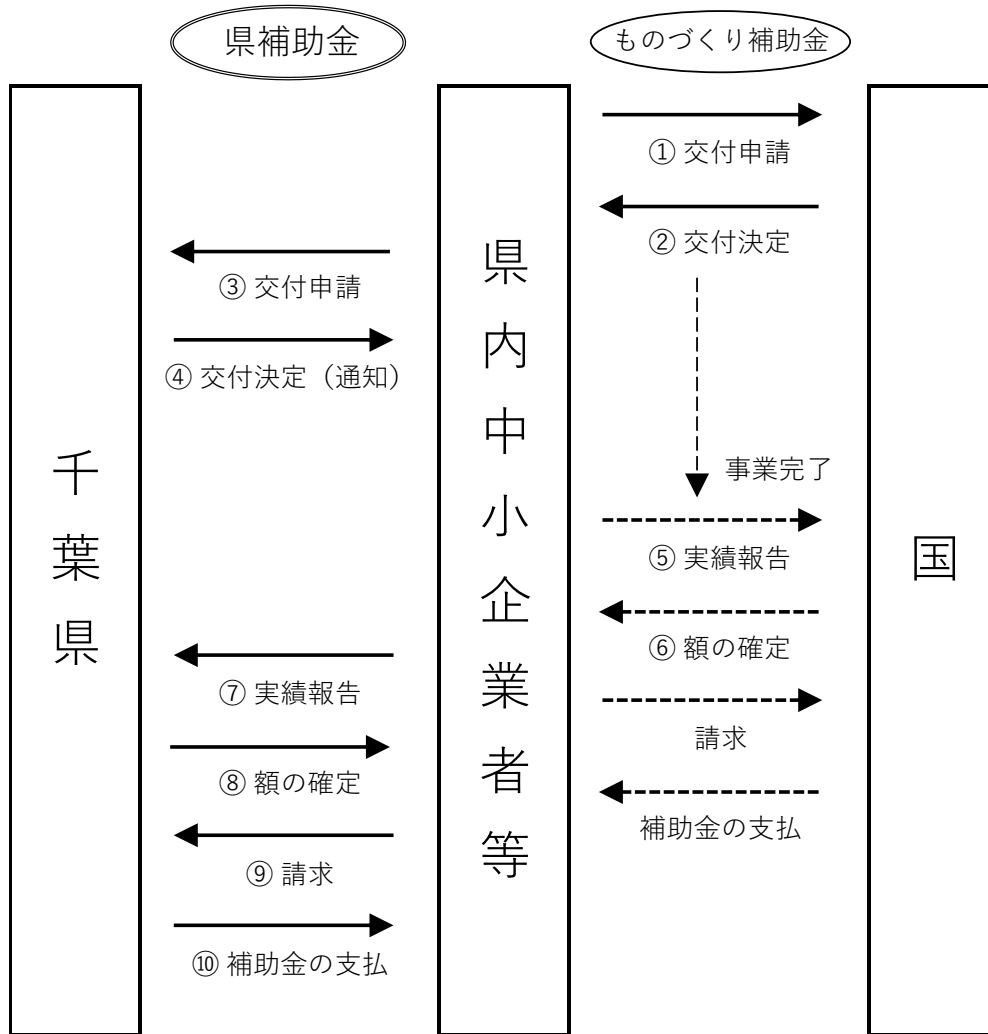 県補助金
ものづくり補助金
① 交付申請
② 交付決定
③ 交付申請
④ 交付決定（通知）
千葉県
県内中小企業者等
国
事業完了
⑤ 実績報告
⑥ 額の確定
⑦ 実績報告
請求
⑧ 額の確定
補助金の支払
⑨ 請求
⑩ 補助金の支払